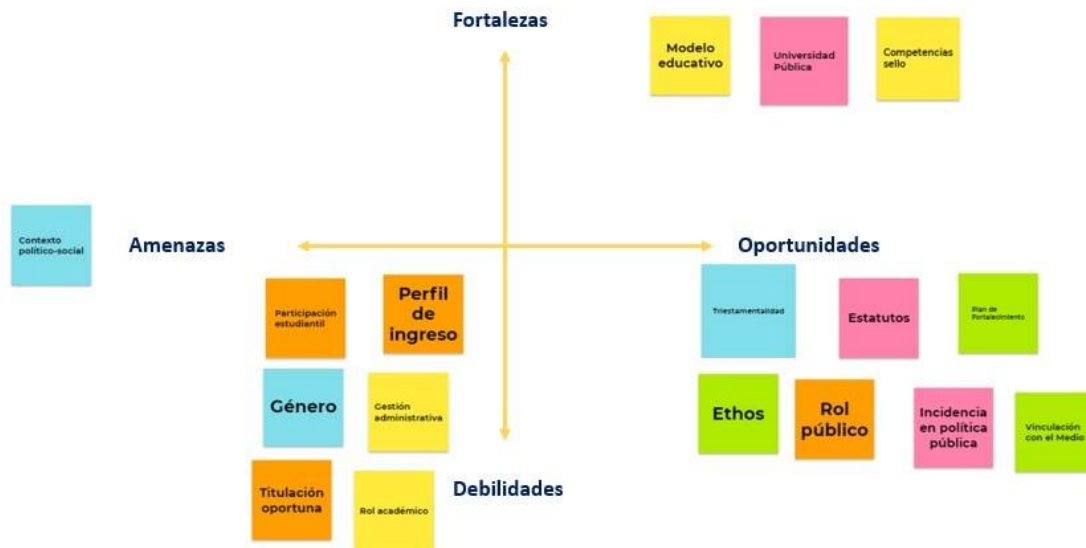 Fortalezas
Modelo
educativo
Universidad
Pública
Competencias
sello
Contexto
político-social
Amenazas
Oportunidades
Participación
estudiantil
Perfil
de
ingreso
Triestamentalidad
Estatutos
Plan de
Fortalecimiento
Género
Gestión
administrativa
Ethos
Rol
público
Incidencia
en política
pública
Vinculación
con el Medio
Titulación
oportuna
Rol académico
Debilidades